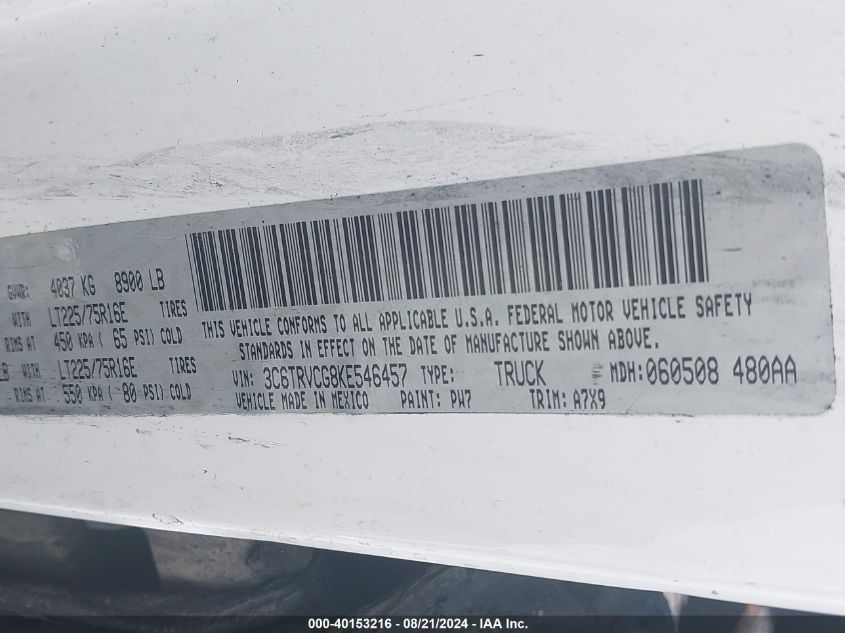 GVWR: 4037 KG 8900 LB
WITH LT225/75R16E TIRES
RIMS AT 450 KPA ( 65 PSI) COLD
LB WITH LT225/75R16E TIRES
RIMS AT 550 KPA ( 80 PSI) COLD
THIS VEHICLE CONFORMS TO ALL APPLICABLE U.S.A. FEDERAL MOTOR VEHICLE SAFETY
STANDARDS IN EFFECT ON THE DATE OF MANUFACTURE SHOWN ABOVE.
VIN: 3C6TRVCG8KE546457 TYPE: TRUCK MDH: 060508 480AA
VEHICLE MADE IN MEXICO PAINT: PW7 TRIM: A7X9
000-40153216 - 08/21/2024 - IAA Inc.